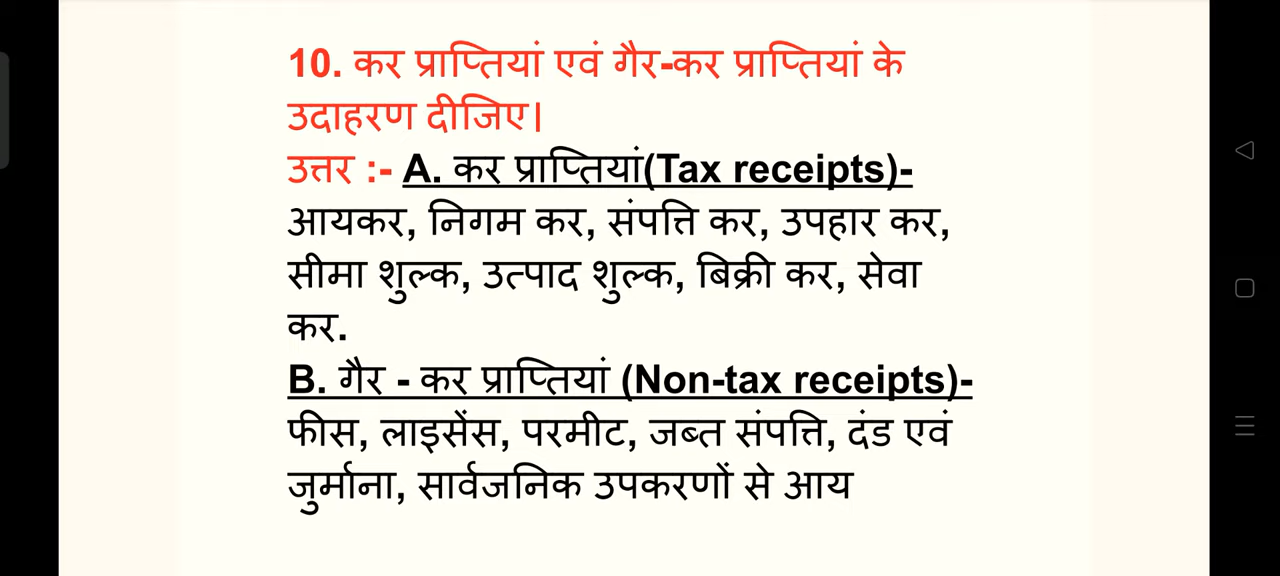 10. कर प्राप्तियां एवं गैर-कर प्राप्तियां के
उदाहरण दीजिए।
उत्तर :- A. कर प्राप्तियां(Tax receipts)-
आयकर, निगम कर, संपत्ति कर, उपहार कर,
सीमा शुल्क, उत्पाद शुल्क, बिक्री कर, सेवा
कर.
B. गैर - कर प्राप्तियां (Non-tax receipts)-
फीस, लाइसेंस, परमीट, जब्त संपत्ति, दंड एवं
जुर्माना, सार्वजनिक उपकरणों से आय